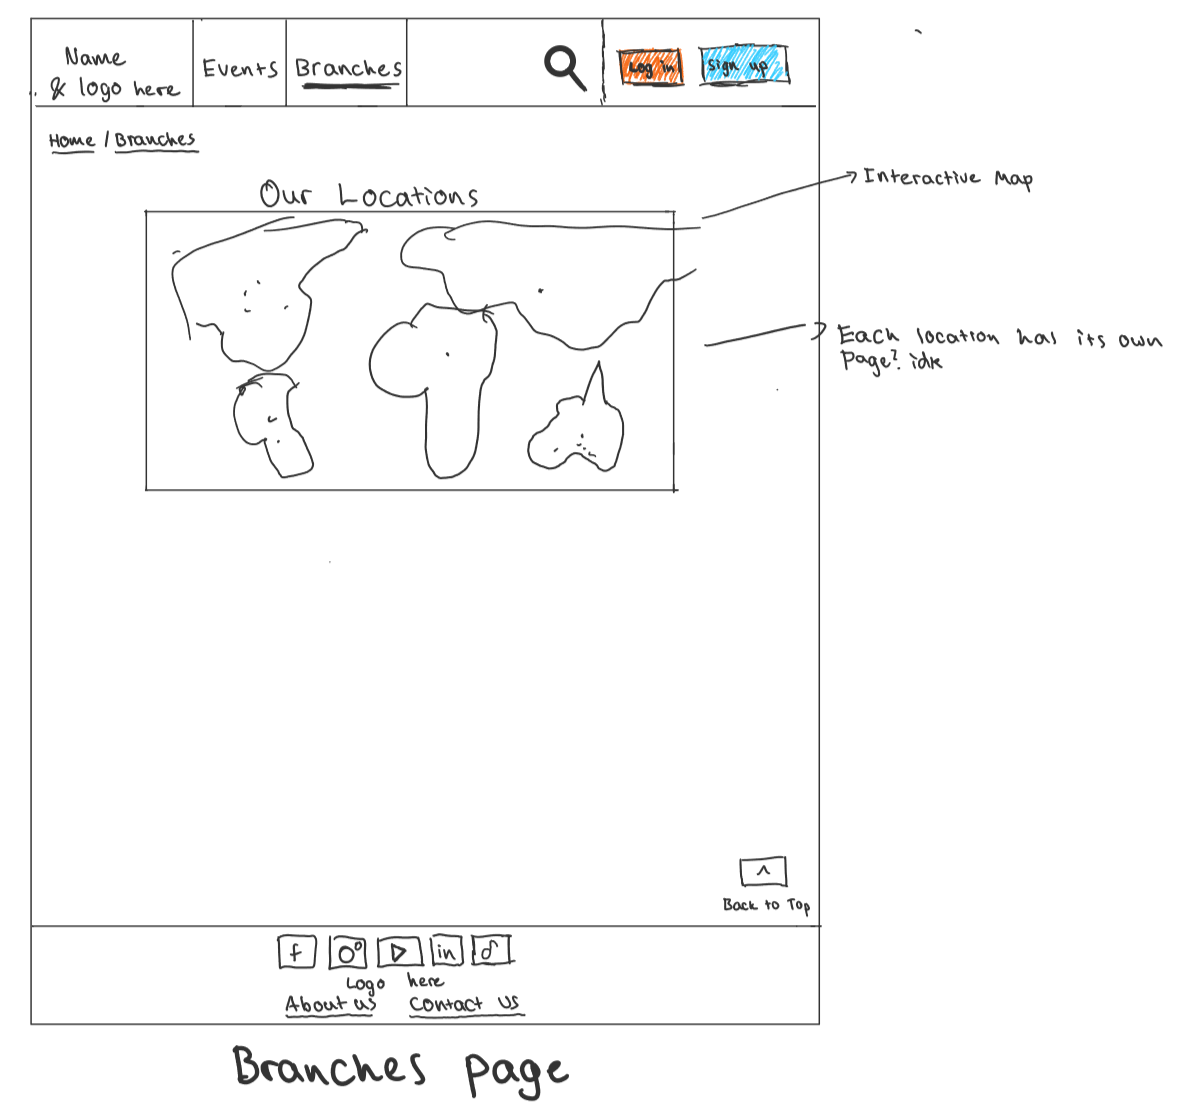 Name
& logo here
Events
Branches
Log in
Sign up
Home / Branches
Our Locations
Interactive Map
Each location has its own
Page? idk
^
Back to Top
f
in
Logo here
About us
Contact us
Branches page